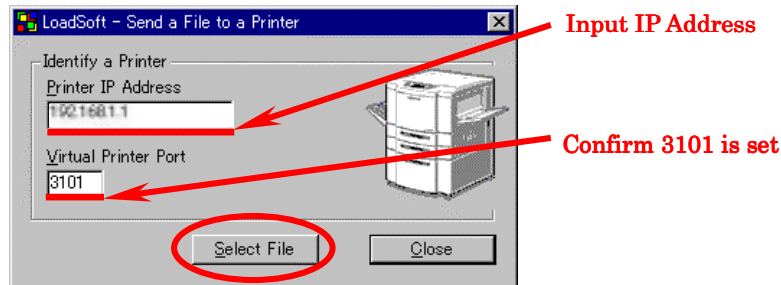 LoadSoft - Send a File to a Printer
Input IP Address
Identify a Printer
Printer IP Address
192.168.1.1
Virtual Printer Port
3101
Confirm 3101 is set
Select File
Close